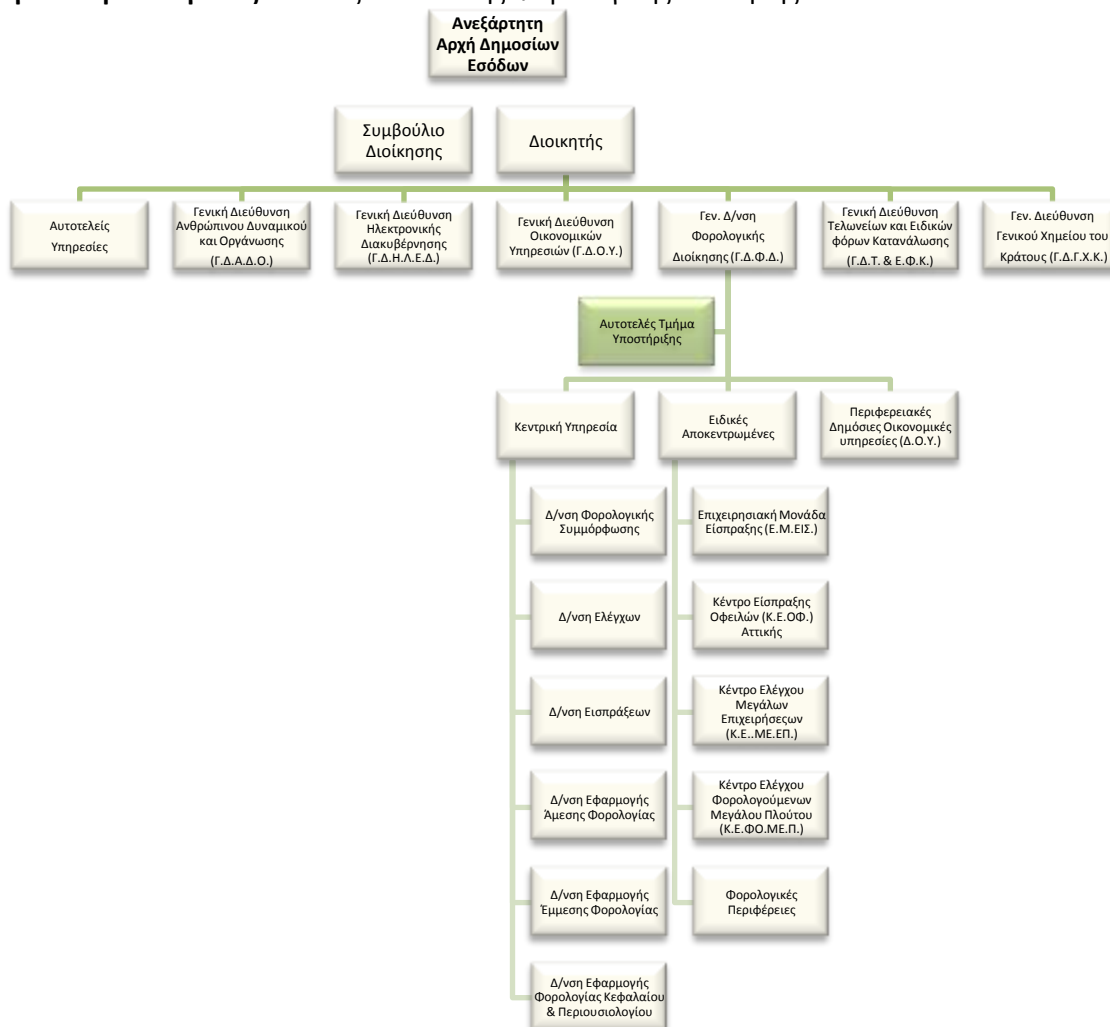 Ανεξάρτητη
Αρχή Δημοσίων
Εσόδων
Συμβούλιο
Διοίκησης
Διοικητής
Αυτοτελείς
Υπηρεσίες
Γενική Διεύθυνση
Ανθρώπινου Δυναμικού
και Οργάνωσης
(Γ.Δ.Α.Δ.Ο.)
Γενική Διεύθυνση
Ηλεκτρονικής
Διακυβέρνησης
(Γ.Δ.Η.Λ.Ε.Δ.)
Γενική Διεύθυνση
Οικονομικών
Υπηρεσιών (Γ.Δ.Ο.Υ.)
Γεν. Δ/νση
Φορολογικής
Διοίκησης (Γ.Δ.Φ.Δ.)
Γενική Διεύθυνση
Τελωνείων και Ειδικών
φόρων Κατανάλωσης
(Γ.Δ.Τ. & Ε.Φ.Κ.)
Γεν. Διεύθυνση
Γενικού Χημείου του
Κράτους (Γ.Δ.Γ.Χ.Κ.)
Αυτοτελές Τμήμα
Υποστήριξης
Κεντρική Υπηρεσία
Ειδικές
Αποκεντρωμένες
Περιφερειακές
Δημόσιες Οικονομικές
υπηρεσίες (Δ.Ο.Υ.)
Δ/νση Φορολογικής
Συμμόρφωσης
Δ/νση Ελέγχων
Δ/νση Εισπράξεων
Δ/νση Εφαρμογής
Άμεσης Φορολογίας
Δ/νση Εφαρμογής
Έμμεσης Φορολογίας
Δ/νση Εφαρμογής
Φορολογίας Κεφαλαίου
& Περιουσιολογίου
Επιχειρησιακή Μονάδα
Είσπραξης (Ε.Μ.ΕΙΣ.)
Κέντρο Είσπραξης
Οφειλών (Κ.Ε.ΟΦ.)
Αττικής
Κέντρο Ελέγχου
Μεγάλων
Επιχειρήσεςων
(Κ.Ε..ΜΕ.ΕΠ.)
Κέντρο Ελέγχου
Φορολογούμενων
Μεγάλου Πλούτου
(Κ.Ε.ΦΟ.ΜΕ.Π.)
Φορολογικές
Περιφέρειες